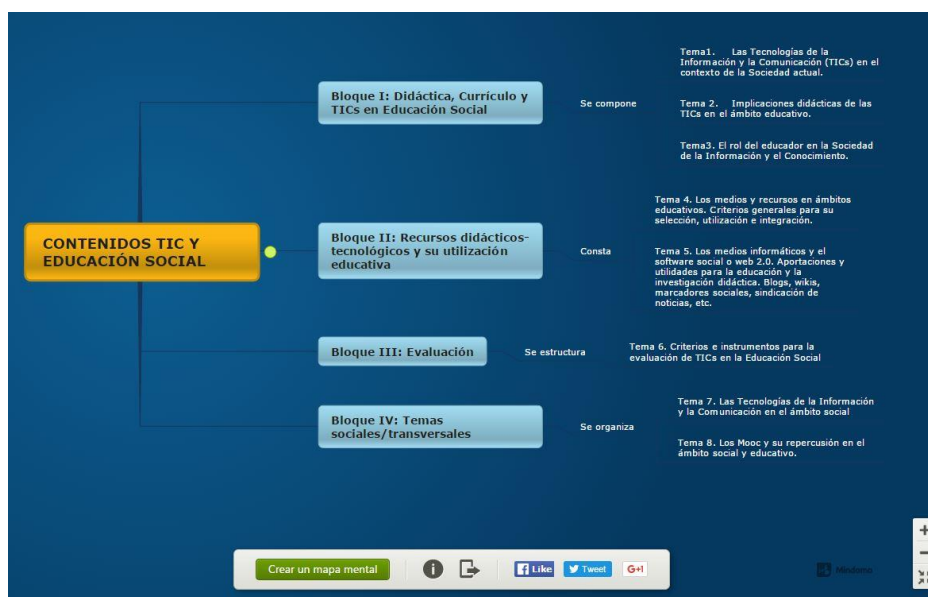 CONTENIDOS TIC Y
EDUCACIÓN SOCIAL
Bloque I: Didáctica, Currículo y
TICs en Educación Social
Se compone
Tema1. Las Tecnologías de la
Información y la Comunicación (TICs) en el
contexto de la Sociedad actual.
Tema 2. Implicaciones didácticas de las
TICs en el ámbito educativo.
Tema3. El rol del educador en la Sociedad
de la Información y el Conocimiento.
Bloque II: Recursos didácticos-
tecnológicos y su utilización
educativa
Consta
Tema 4. Los medios y recursos en ámbitos
educativos. Criterios generales para su
selección, utilización e integración.
Tema 5. Los medios informáticos y el
software social o web 2.0. Aportaciones y
utilidades para la educación y la
investigación didáctica. Blogs, wikis,
marcadores sociales, sindicación de
noticias, etc.
Bloque III: Evaluación
Se estructura
Tema 6. Criterios e instrumentos para la
evaluación de TICs en la Educación Social
Bloque IV: Temas
sociales/transversales
Se organiza
Tema 7. Las Tecnologías de la Información
y la Comunicación en el ámbito social
Tema 8. Los Mooc y su repercusión en el
ámbito social y educativo.
Crear un mapa mental
Like
Tweet
G+1
Mindomo